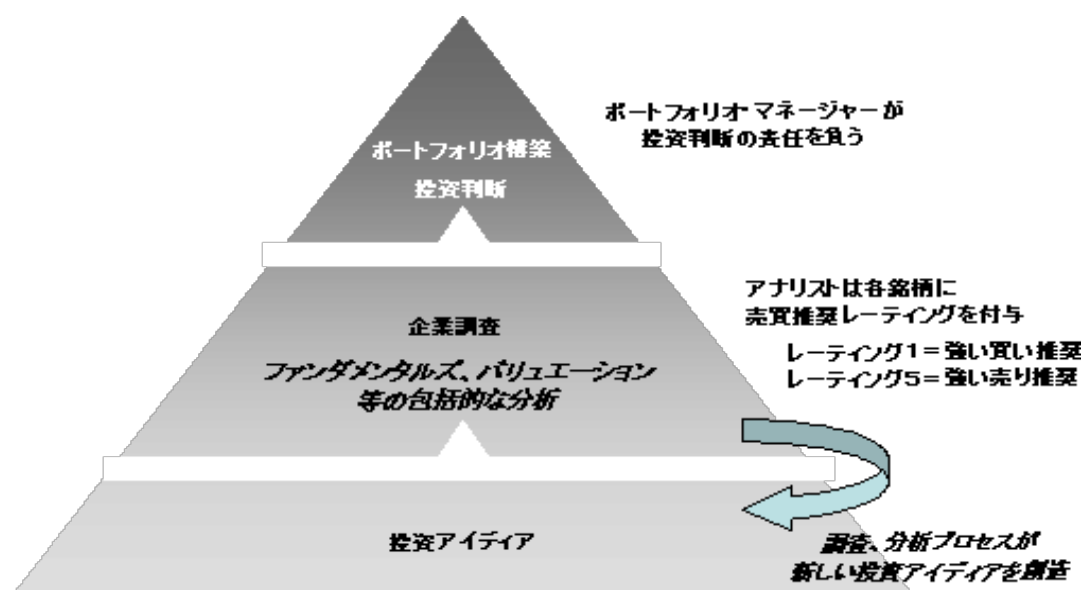 ポートフォリオ・マネージャーが
投資判断の責任を負う
ポートフォリオ構築
投資判断
アナリストは各銘柄に
売買推奨レーティングを付与
レーティング1＝強い買い推奨
レーティング5＝強い売り推奨
企業調査
ファンダメンタルズ、バリュエーション
等の包括的な分析
投資アイディア
調査、分析プロセスが
新しい投資アイディアを創造